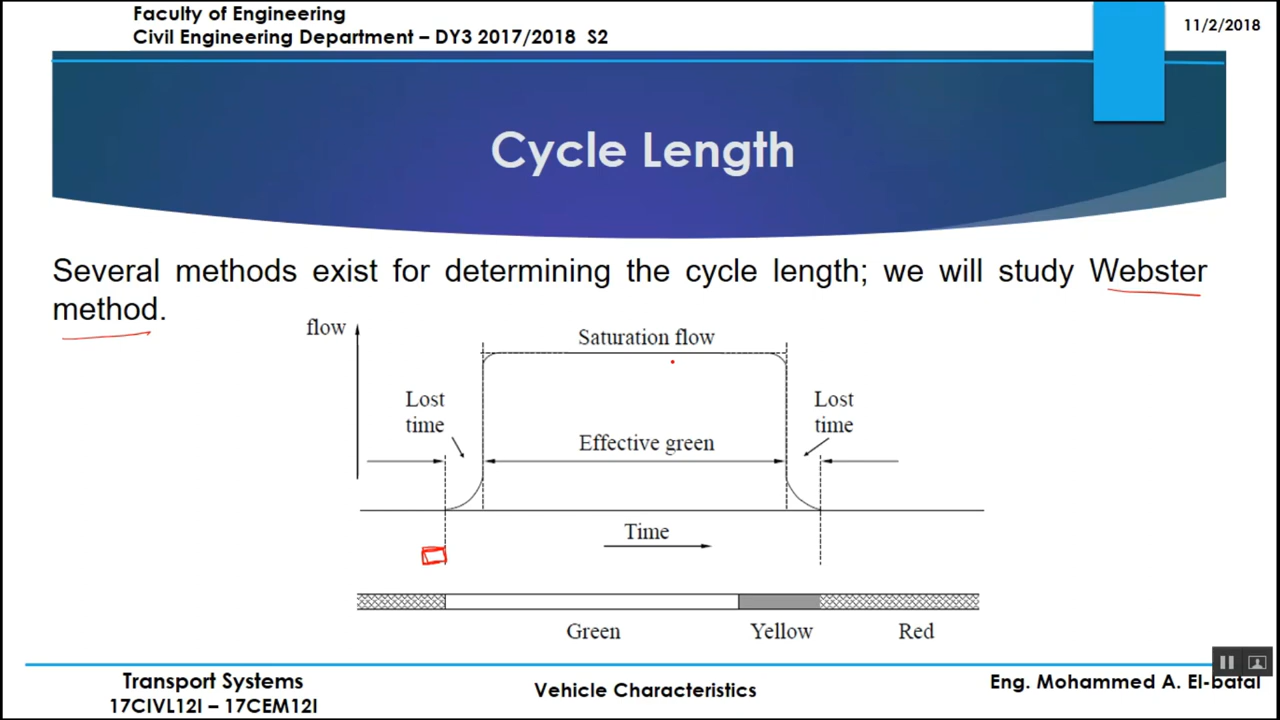 Faculty of Engineering
Civil Engineering Department – DY3 2017/2018 S2
11/2/2018
Cycle Length
Several methods exist for determining the cycle length; we will study Webster
method.
flow
Saturation flow
Lost
time
Lost
time
Effective green
Time
Green
Yellow
Red
Transport Systems
17CIVL12I – 17CEM12I
Vehicle Characteristics
Eng. Mohammed A. El-batal